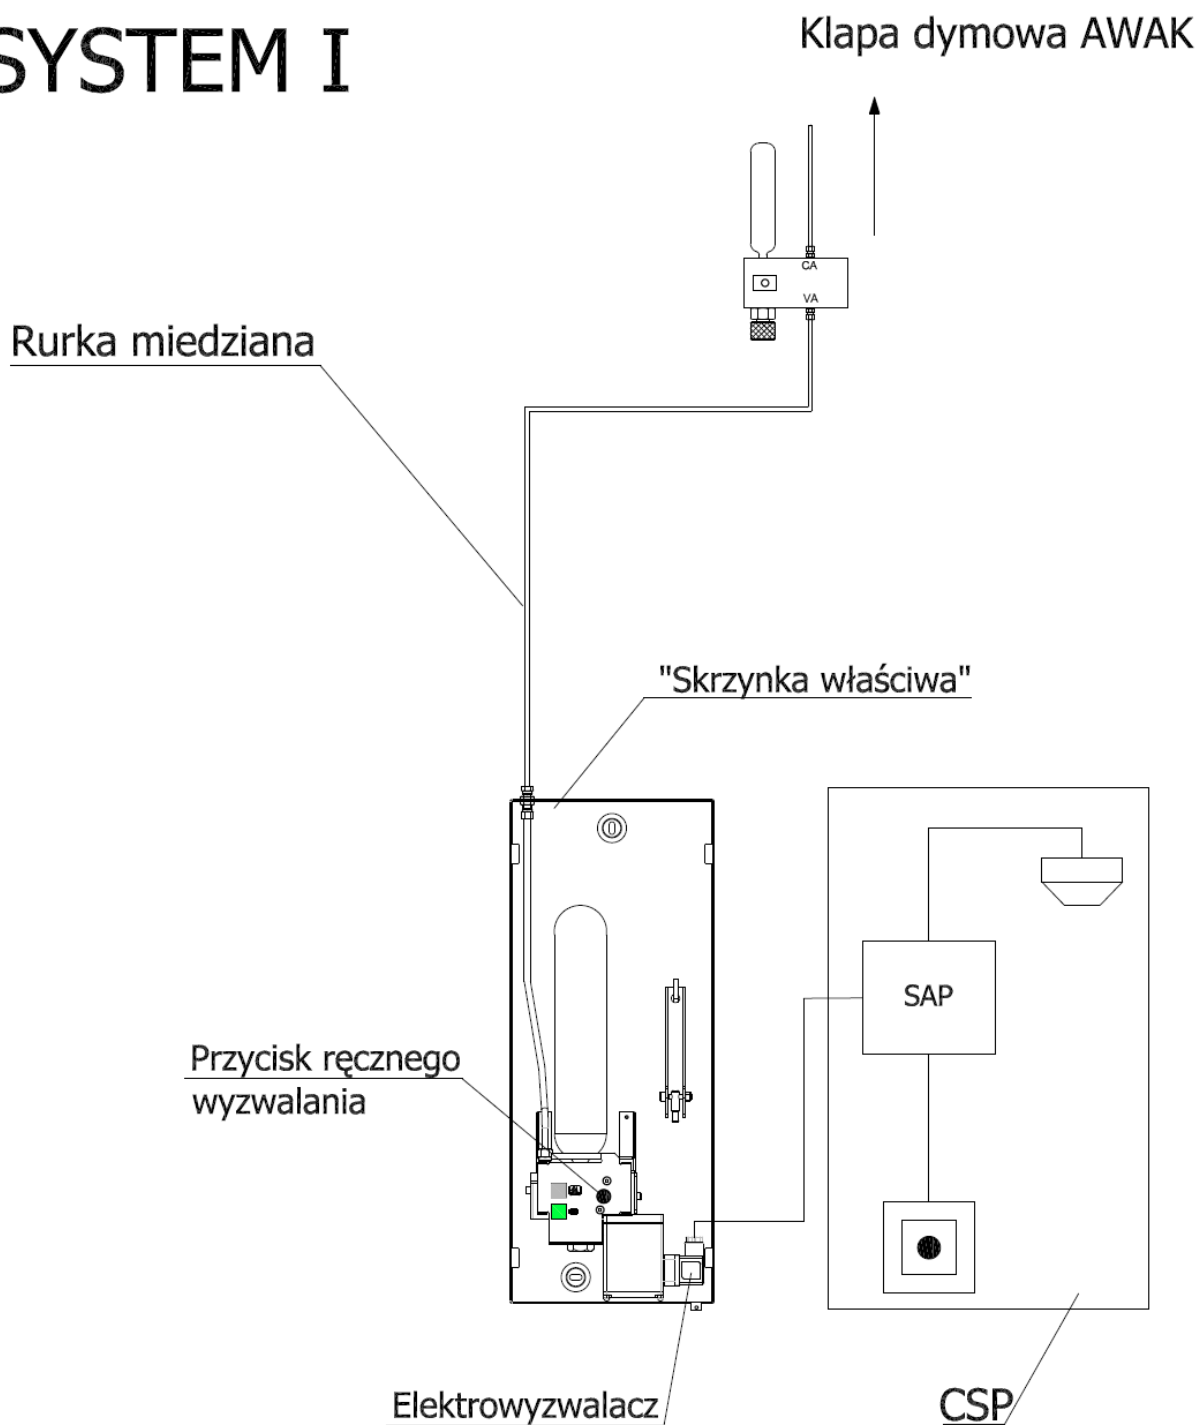 SYSTEM I
Klapa dymowa AWAK
CA
VA
Rurka miedziana
"Skrzynka właściwa"
SAP
Przycisk ręcznego
wyzwalania
Elektrowyzwalacz
CSP